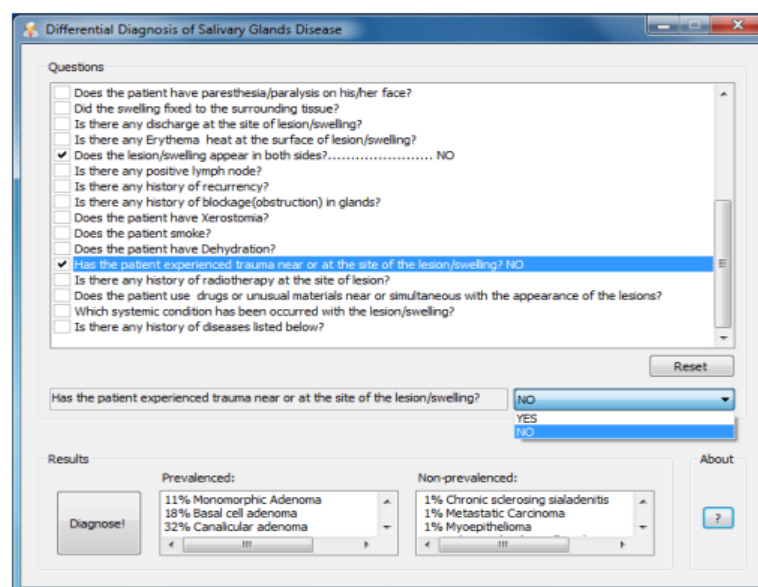 Differential Diagnosis of Salivary Glands Disease
Questions
Does the patient have paresthesia/paralysis on his/her face?
Did the swelling fixed to the surrounding tissue?
Is there any discharge at the site of lesion/swelling?
Is there any Erythema heat at the surface of lesion/swelling?
Does the lesion/swelling appear in both sides?........................ NO
Is there any positive lymph node?
Is there any history of recurrency?
Is there any history of blockage(obstruction) in glands?
Does the patient have Xerostomia?
Does the patient smoke?
Does the patient have Dehydration?
Has the patient experienced trauma near or at the site of the lesion/swelling? NO
Is there any history of radiotherapy at the site of lesion?
Does the patient use drugs or unusual materials near or simultaneous with the appearance of the lesions?
Which systemic condition has been occurred with the lesion/swelling?
Is there any history of diseases listed below?
Reset
Has the patient experienced trauma near or at the site of the lesion/swelling? NO
YES
NO
Results
About
Prevalenced:
Non-prevalenced:
Diagnose!
11% Monomorphic Adenoma
18% Basal cell adenoma
32% Canalicular adenoma
1% Chronic sclerosing sialadenitis
1% Metastatic Carcinoma
1% Myoepithelioma
?